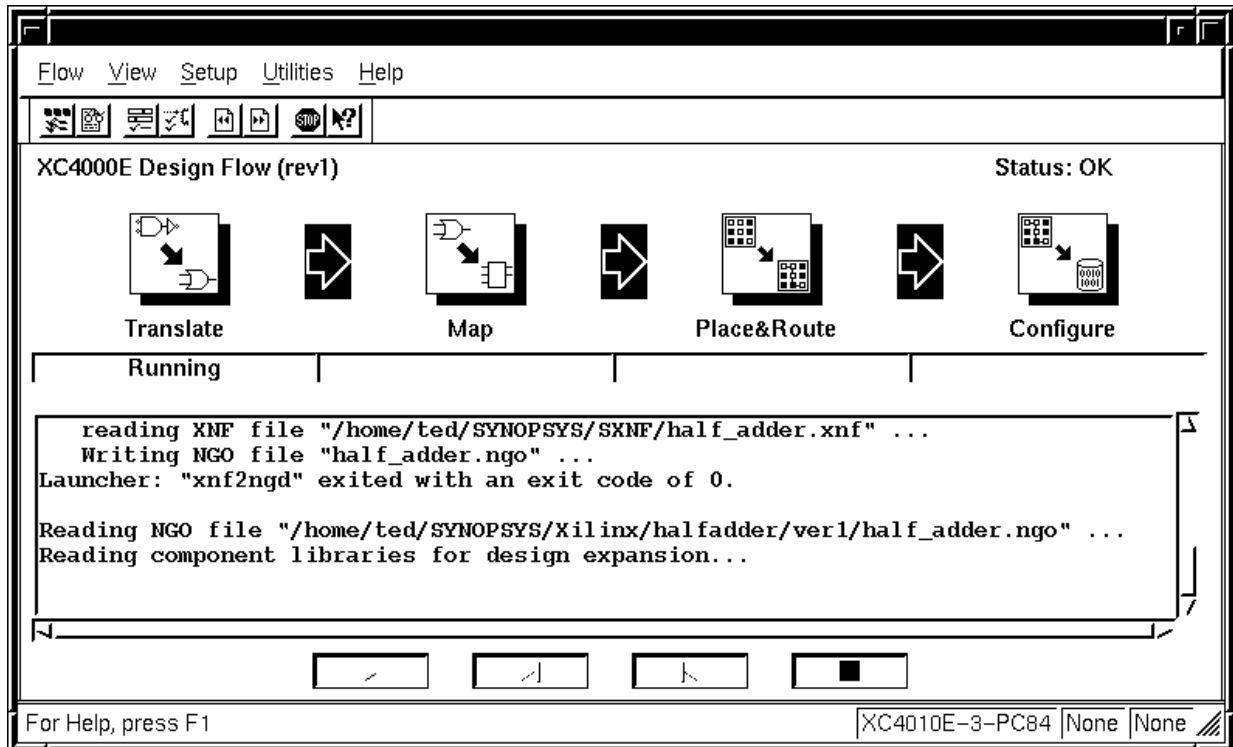 Flow View Setup Utilities Help
STOP
XC4000E Design Flow (rev1) Status: OK
0010
1001
Translate Map Place&Route Configure
Running
reading XNF file "/home/ted/SYNOPSYS/SXNF/half_adder.xnf" ...
Writing NGO file "half_adder.ngo" ...
Launcher: "xnf2ngd" exited with an exit code of 0.
Reading NGO file "/home/ted/SYNOPSYS/Xilinx/halfadder/ver1/half_adder.ngo" ...
Reading component libraries for design expansion...
For Help, press F1 XC4010E-3-PC84 None None